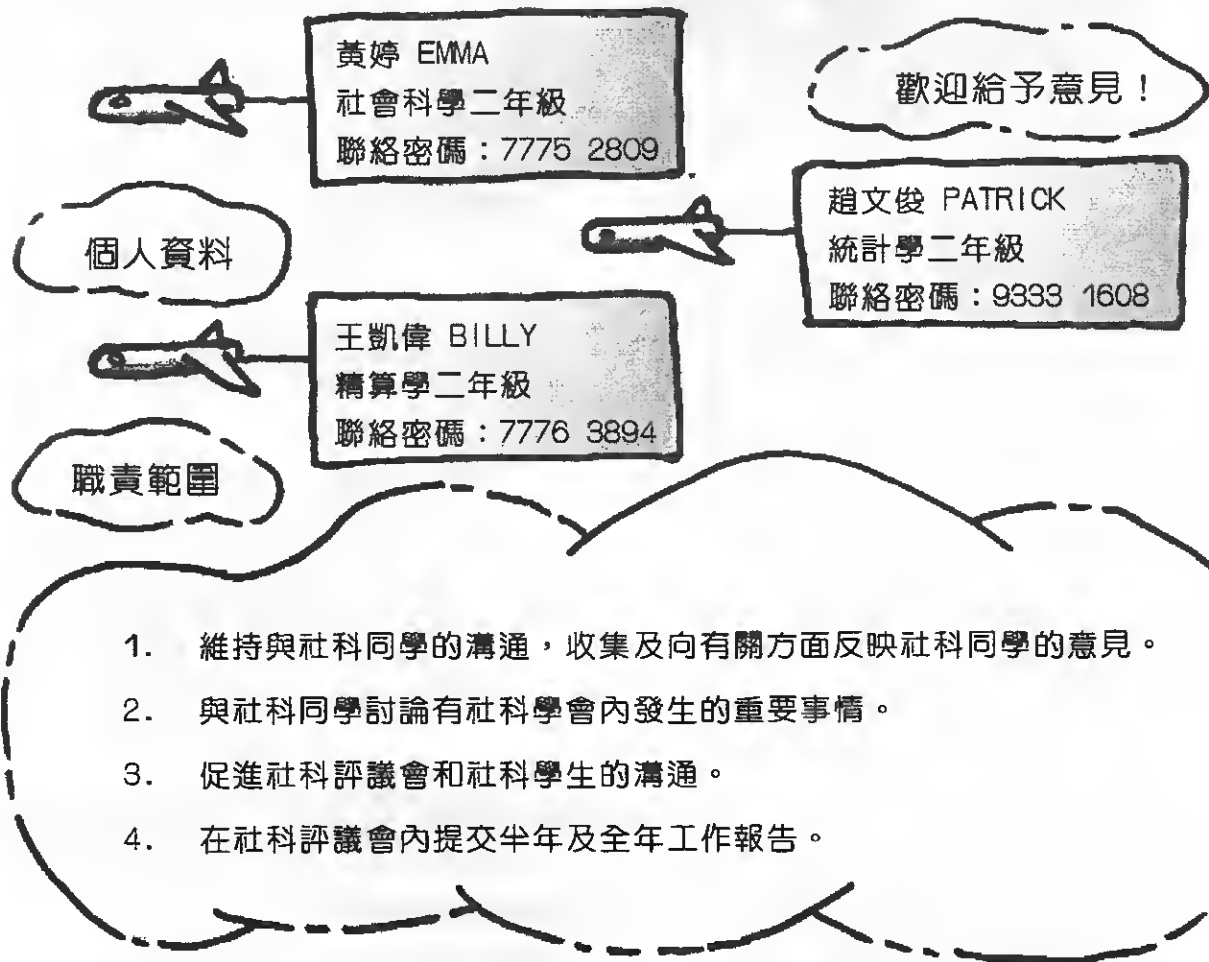 黃婷 EMMA
社會科學二年級
聯絡密碼：7775 2809
歡迎給予意見！
個人資料
趙文俊 PATRICK
統計學二年級
聯絡密碼：9333 1608
王凱偉 BILLY
精算學二年級
聯絡密碼：7776 3894
職責範圍
1. 維持與社科同學的溝通，收集及向有關方面反映社科同學的意見。
2. 與社科同學討論有社科學會內發生的重要事情。
3. 促進社科評議會和社科學生的溝通。
4. 在社科評議會內提交半年及全年工作報告。